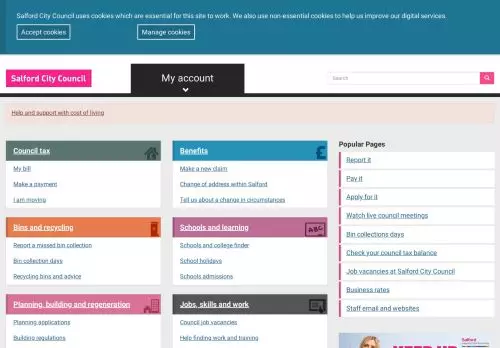 Salford City Council uses cookies which are essential for this site to work. We also use non-essential cookies to help us improve our digital services.
Accept cookies
Manage cookies
Salford City Council
My account
Search
Help and support with cost of living
Council tax
My bill
Make a payment
I am moving
Benefits
£
Make a new claim
Change of address within Salford
Tell us about a change in circumstances
Bins and recycling
Report a missed bin collection
Bin collection days
Recycling bins and advice
Schools and learning
ABC
Schools and college finder
School holidays
Schools admissions
Planning, building and regeneration
Planning applications
Building regulations
Jobs, skills and work
Council job vacancies
Help finding work and training
Popular Pages
Report it
Pay it
Apply for it
Watch live council meetings
Bin collections days
Check your council tax balance
Job vacancies at Salford City Council
Business rates
Staff email and websites
Salford